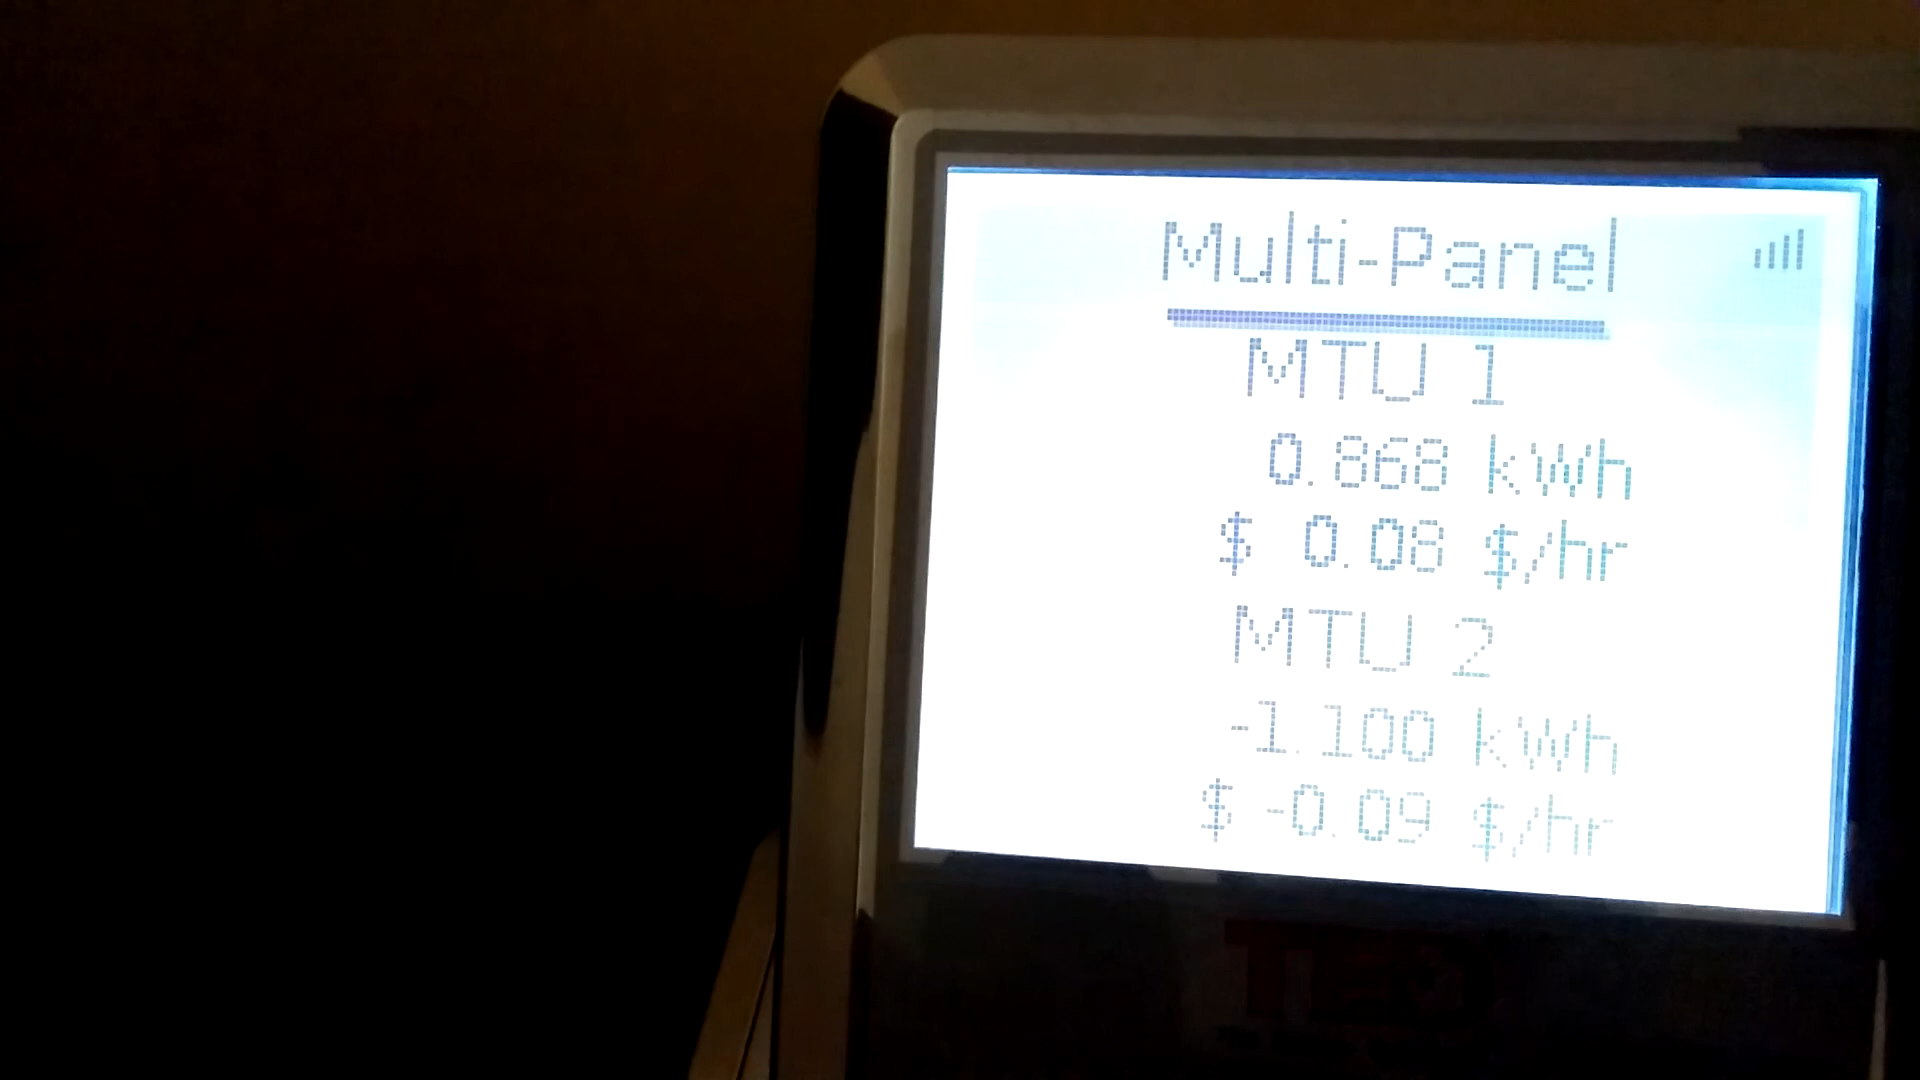 Multi-Panel
MTU 1
0.868 kWh
$ 0.08 $/hr
MTU 2
-1.100 kWh
$ -0.09 $/hr